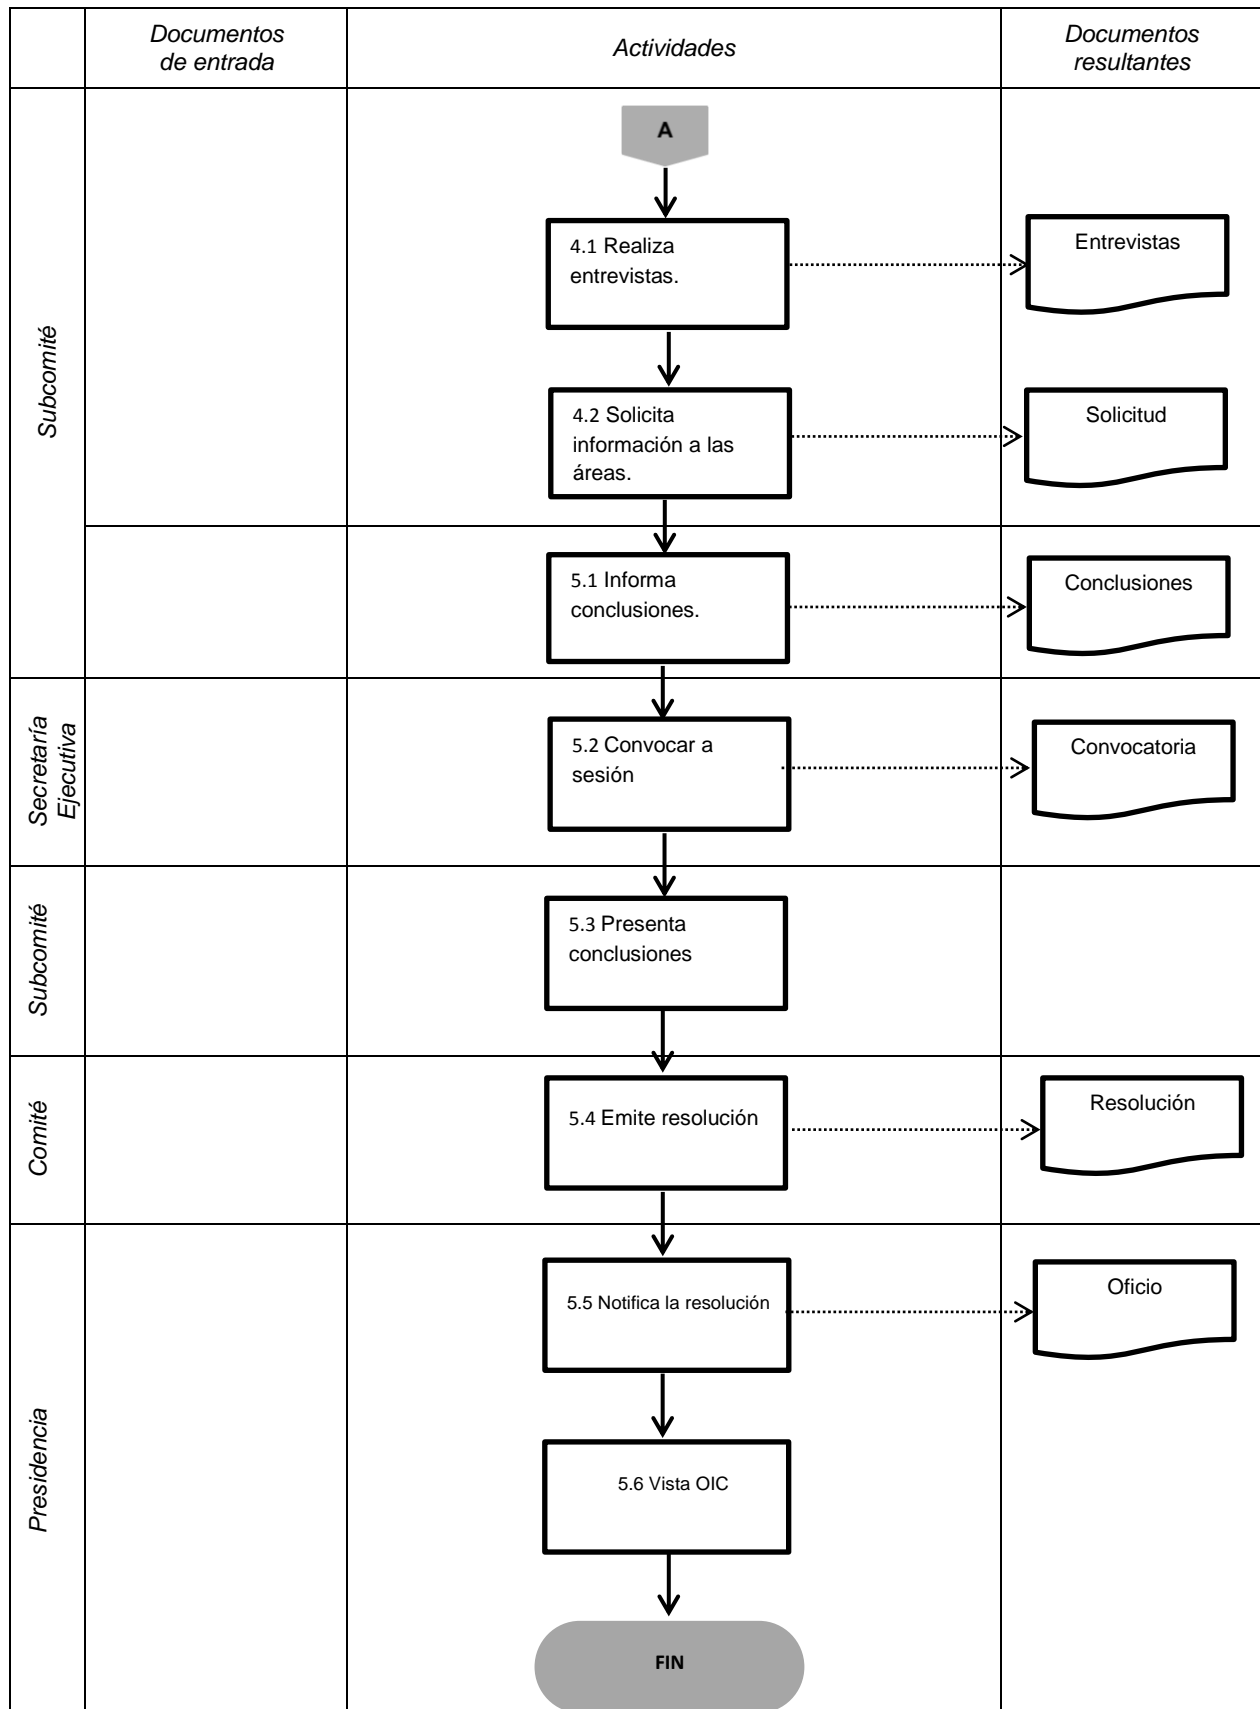 Documentos
de entrada
Actividades
Documentos
resultantes
Subcomité
A
4.1 Realiza
entrevistas.
Entrevistas
4.2 Solicita
información a las
áreas.
Solicitud
5.1 Informa
conclusiones.
Conclusiones
Secretaría
Ejecutiva
5.2 Convocar a
sesión
Convocatoria
Subcomité
5.3 Presenta
conclusiones
Comité
5.4 Emite resolución
Resolución
Presidencia
5.5 Notifica la resolución
Oficio
5.6 Vista OIC
FIN